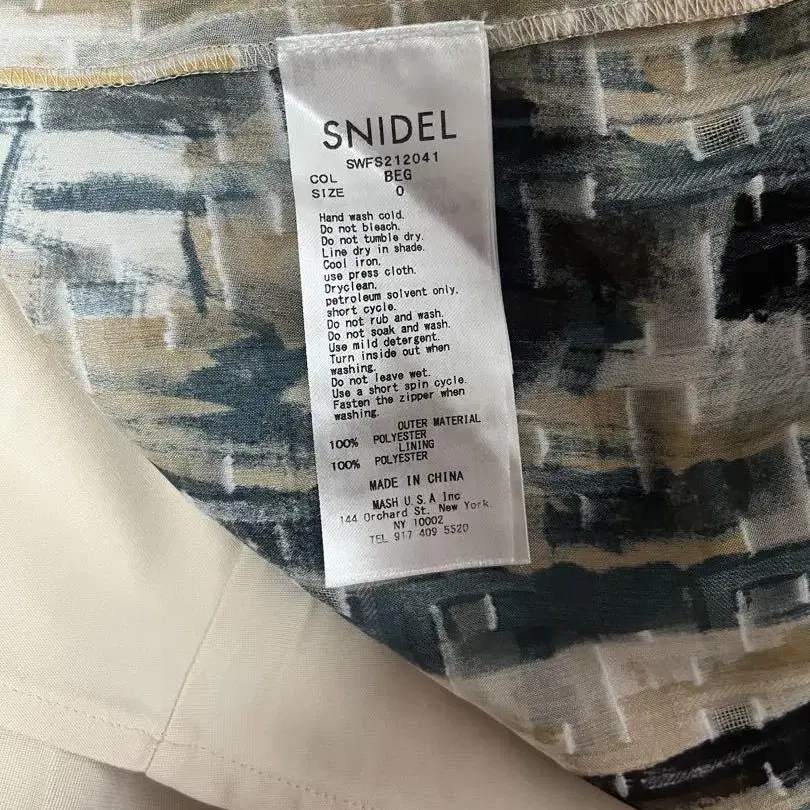 SNIDEL
SWFS212041
COL BEG
SIZE 0
Hand wash cold.
Do not bleach.
Do not tumble dry.
Line dry in shade.
Cool iron.
use press cloth.
Dryclean.
petroleum solvent only.
short cycle.
Do not rub and wash.
Do not soak and wash.
Use mild detergent.
Turn inside out when
washing.
Do not leave wet.
Use a short spin cycle.
Fasten the zipper when
washing.
OUTER MATERIAL
100% POLYESTER
LINING
100% POLYESTER
MADE IN CHINA
MASH U.S.A Inc
144 Orchard St. New York.
NY 10002
TEL 917 409 5520